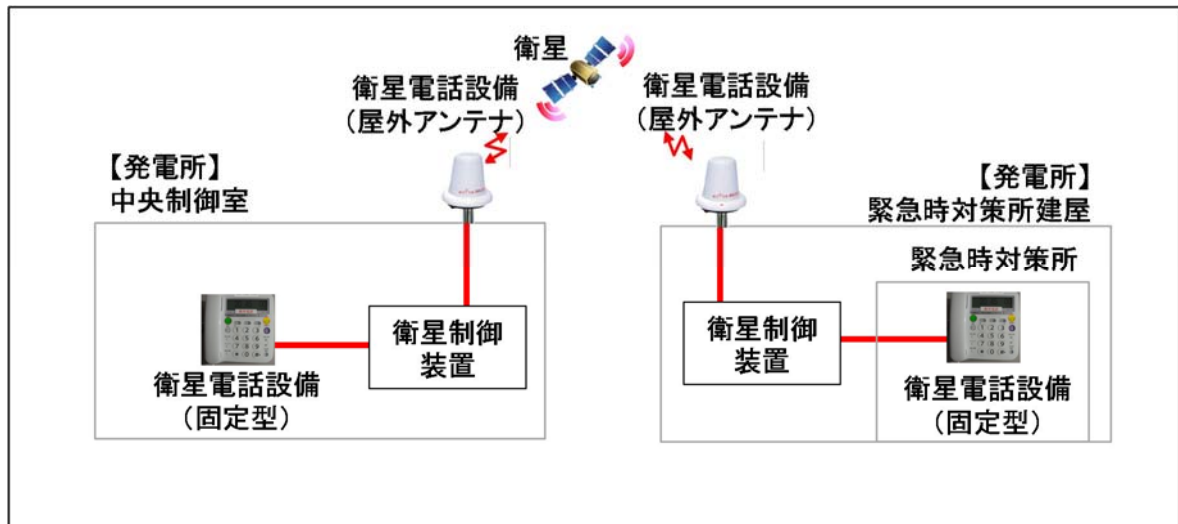 衛星
衛星電話設備
（屋外アンテナ）
衛星電話設備
（屋外アンテナ）
【発電所】
中央制御室
【発電所】
緊急時対策所建屋
緊急時対策所
衛星制御
装置
衛星電話設備
（固定型）
衛星制御
装置
衛星電話設備
（固定型）